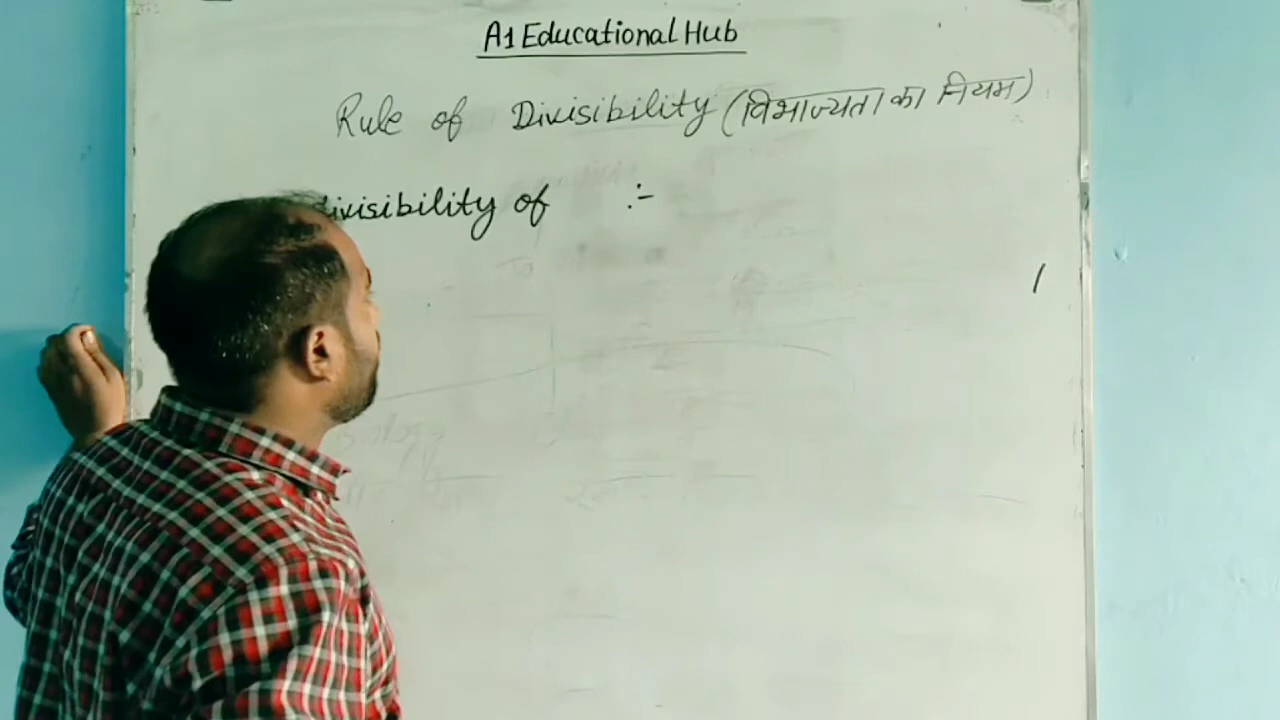 A1 Educational Hub
Rule of Divisibility (विभाज्यता का नियम)
Divisibility of :-